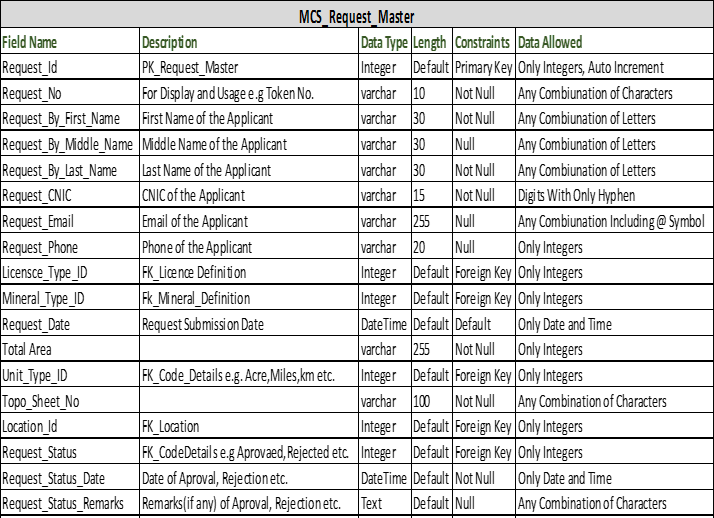 MCS_Request_Master
Field Name Description Data Type Length Constraints Data Allowed
Request_Id PK_Request_Master Integer Default Primary Key Only Integers, Auto Increment
Request_No For Display and Usage e.g Token No. varchar 10 Not Null Any Combiunation of Characters
Request_By_First_Name First Name of the Applicant varchar 30 Not Null Any Combiunation of Letters
Request_By_Middle_Name Middle Name of the Applicant varchar 30 Null Any Combiunation of Letters
Request_By_Last_Name Last Name of the Applicant varchar 30 Not Null Any Combiunation of Letters
Request_CNIC CNIC of the Applicant varchar 15 Not Null Digits With Only Hyphen
Request_Email Email of the Applicant varchar 255 Null Any Combiunation Including @ Symbol
Request_Phone Phone of the Applicant varchar 20 Null Only Integers
Licensce_Type_ID FK_Licence Definition Integer Default Foreign Key Only Integers
Mineral_Type_ID Fk_Mineral_Definition Integer Default Foreign Key Only Integers
Request_Date Request Submission Date DateTime Default Default Only Date and Time
Total Area varchar 255 Not Null Only Integers
Unit_Type_ID FK_Code_Details e.g. Acre,Miles,km etc. Integer Default Foreign Key Only Integers
Topo_Sheet_No varchar 100 Not Null Any Combination of Characters
Location_Id FK_Location Integer Default Foreign Key Only Integers
Request_Status FK_CodeDetails e.g Aprovaed,Rejected etc. Integer Default Foreign Key Only Integers
Request_Status_Date Date of Aproval, Rejection etc. DateTime Default Not Null Only Date and Time
Request_Status_Remarks Remarks(if any) of Aproval, Rejection etc. Text Default Null Any Combination of Characters